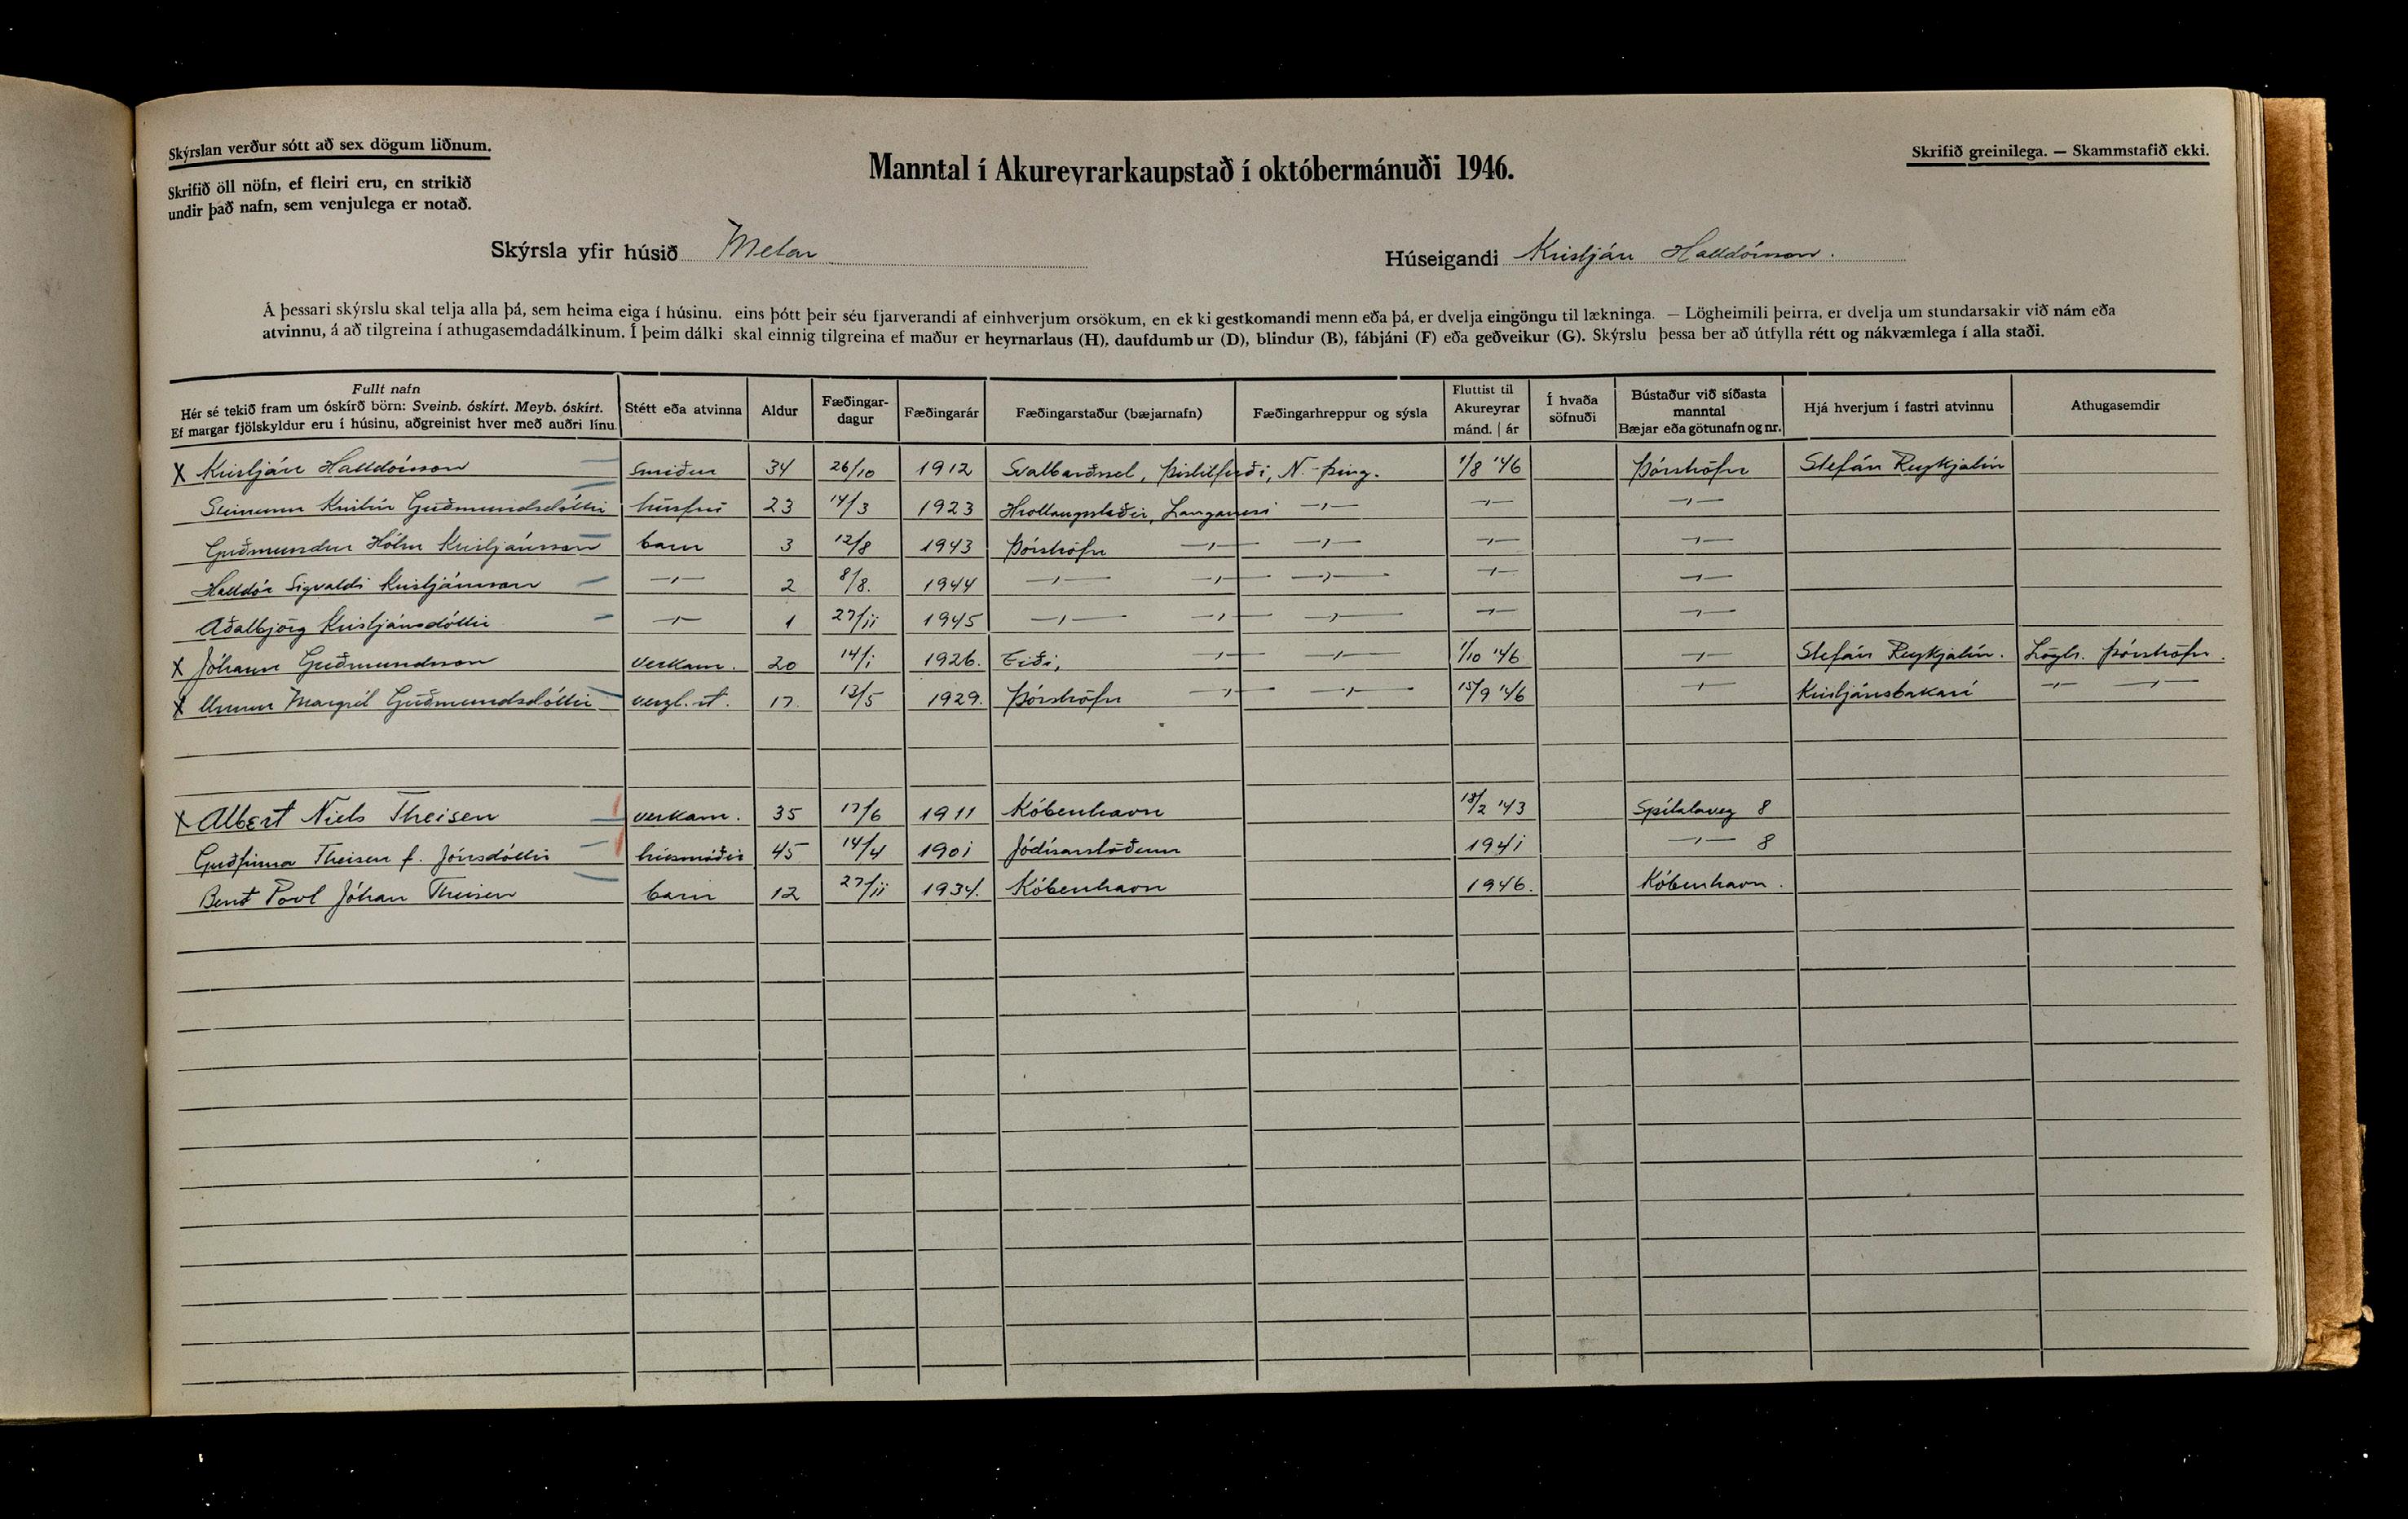 Skýrslan verður sótt að sex dögum liðnum.
Skrifið öll nöfn, ef fleiri eru, en strikið
undir það nafn, sem venjulega er notað.
Manntal í Akureyrarkaupstað í októbermánuði 1946.
Skrifið greinilega. — Skammstafið ekki.
Skýrsla yfir húsið Melar
Húseigandi Kristján Halldórsson.
Á þessari skýrslu skal telja alla þá, sem heima eiga í húsinu, eins þótt þeir séu fjarverandi af einhverjum orsökum, en ekki gestkomandi menn eða þá, er dvelja eingöngu til lækninga. — Lögheimili þeirra, er dvelja um stundarsakir við nám eða
atvinnu, á að tilgreina í athugasemdadálkinum. Í þeim dálki skal einnig tilgreina ef maður er heyrnarlaus (H), daufdumbur (D), blindur (B), fábjáni (F) eða geðveikur (G). Skýrslu þessa ber að útfylla rétt og nákvæmlega í alla staði.
Fullt nafn
Hér sé tekið fram um óskírð börn: Sveinb. óskírt. Meyb. óskírt.
Ef margar fjölskyldur eru í húsinu, aðgreinist hver með auðri línu.
Stétt eða atvinna
Aldur
Fæðingar-
dagur
Fæðingarár
Fæðingarstaður (bæjarnafn)
Fæðingarhreppur og sýsla
Fluttist til
Akureyrar
mánd. | ár
Í hvaða
söfnuði
Bústaður við síðasta
manntal
Bæjar eða götunafn og nr.
Hjá hverjum í fastri atvinnu
Athugasemdir
X Kristján Halldórsson smiður 34 26/10 1912 Svalbarðssel, Þistilfirði, N-Þing. 1/8 '46 Þórshöfn Stefán Reykjalín
Steinunn Kristín Guðmundsdóttir húsfrú 23 14/3 1923 Hrollaugsstaðir, Langanesi —〃— —〃— —〃—
Guðmundur Hólm Kristjánsson barn 3 12/8 1943 Þórshöfn —〃— —〃— —〃— —〃—
Halldór Sigvaldi Kristjánsson —〃— 2 8/8. 1944 —〃— —〃— —〃— —〃— —〃—
Aðalbjörg Kristjánsdóttir —〃— 1 27/11 1945 —〃— —〃— —〃— —〃— —〃—
X Jóhann Guðmundsson verkam. 20 14/1 1926. Eiði, —〃— —〃— 1/10 '46 —〃— Stefán Reykjalín. Lögh. Þórshöfn.
X Unnur Margrét Guðmundsdóttir verzl.st. 17. 13/5 1929. Þórshöfn —〃— —〃— 15/9 '46 —〃— Kristjánsbakarí —〃— —〃—
X Albert Niels Theisen verkam. 35 17/6 1911 Kóbenhavn 18/2 '43 Spítalaveg 8
Guðfinna Theisen f. Jónsdóttir húsmóðir 45 14/4 1901 Jódísarstöðum 1941 —〃— 8
Bent Povl Jóhan Theisen barn 12 27/11 1934. Kóbenhavn 1946. Kóbenhavn.